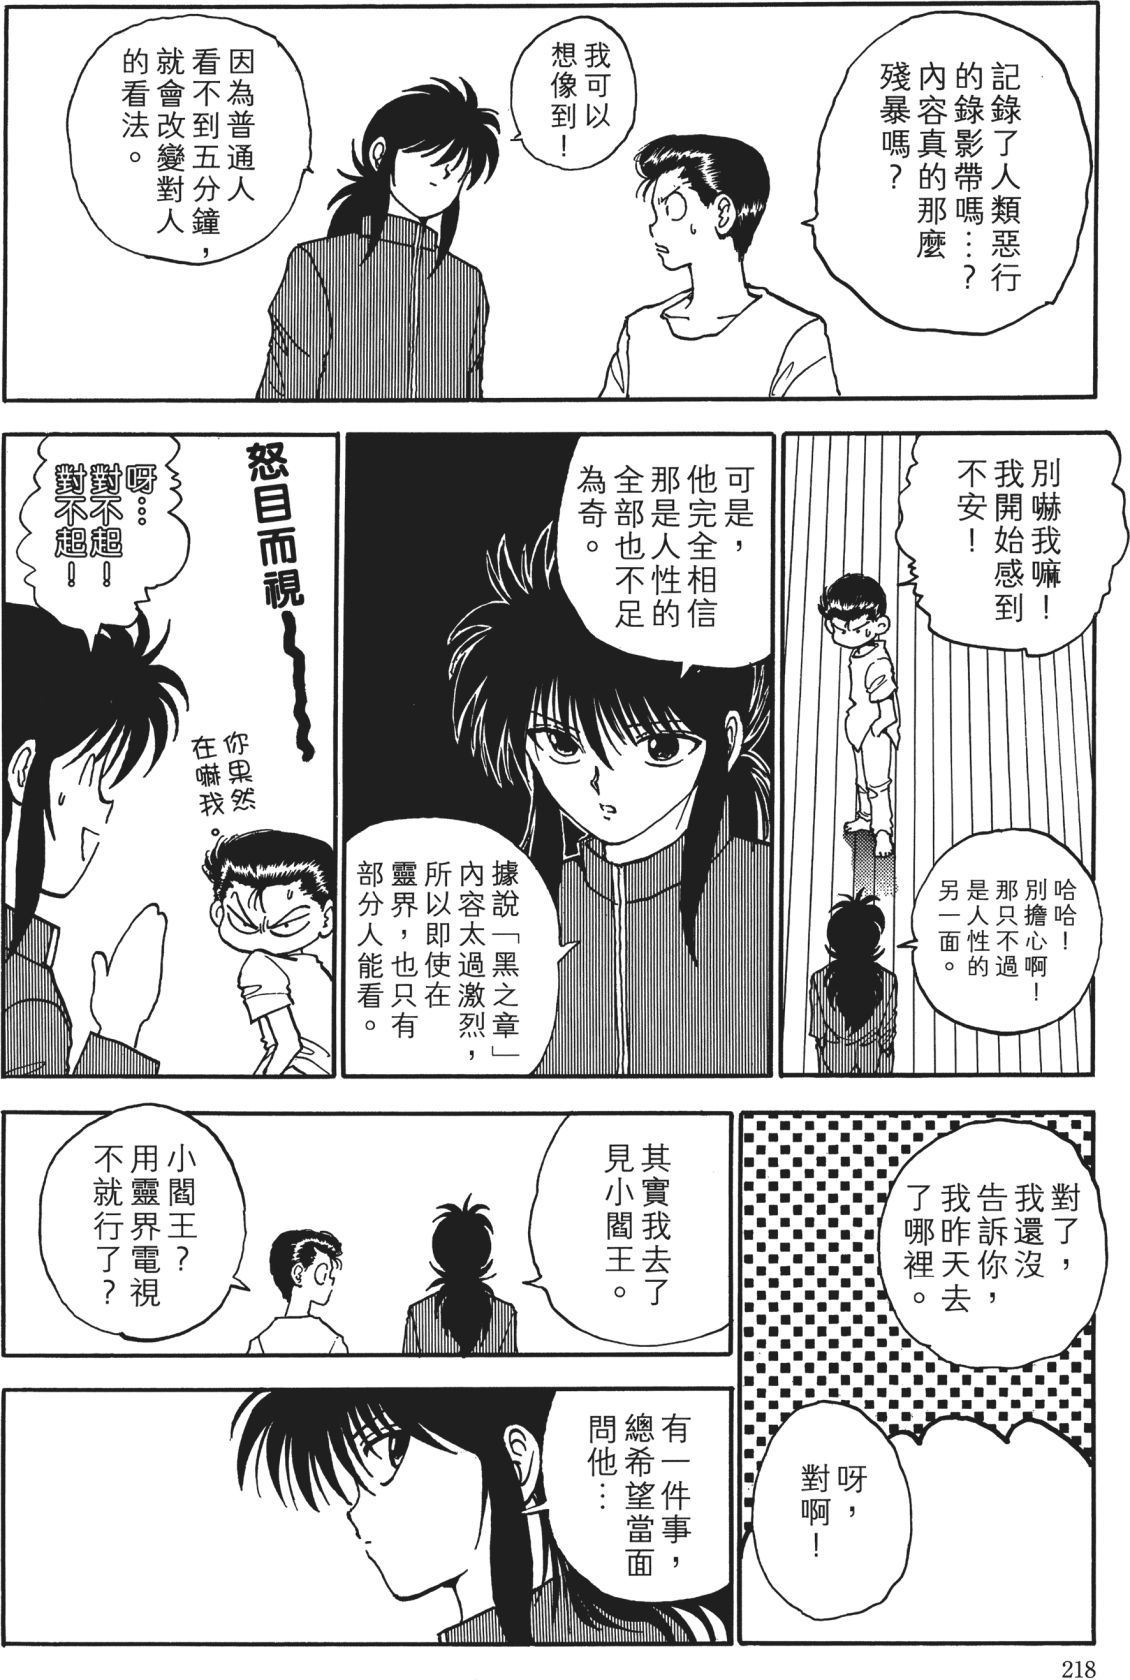 記錄了人類惡行
的錄影帶嗎…?
內容真的那麼
殘暴嗎?
我可以
想像到!
因為普通人
看不到五分鐘,
就會改變對人
的看法。
別嚇我嘛!
我開始感到
不安!
哈哈!
別擔心啊!
那只不過
是人性的
另一面。
可是,
他完全相信
那是人性的
全部也不足
為奇。
據說「黑之章」
內容太過激烈,
所以即使在
靈界,也只有
部分人能看。
怒目而視~
你果然
在嚇我。
呀…
對不起!
對不起!
對了,
我還沒
告訴你,
我昨天去
了哪裡。
呀,
對啊!
其實我去了
見小閻王。
小閻王?
用靈界電視
不就行了?
有一件事,
總希望當面
問他…
218